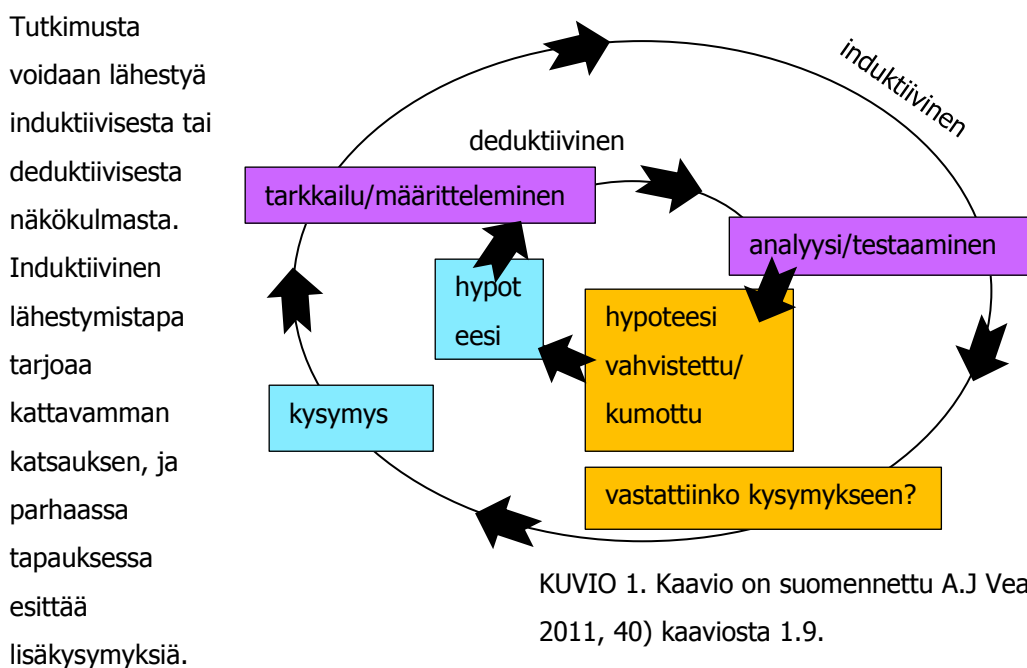 Tutkimusta
voidaan lähestyä
induktiivisesta tai
deduktiivisesta
näkökulmasta.
Induktiivinen
lähestymistapa
tarjoaa
kattavamman
katsauksen, ja
parhaassa
tapauksessa
esittää
lisäkysymyksiä.
induktiivinen
deduktiivinen
tarkkailu/määritteleminen
analyysi/testaaminen
hypot
eesi
hypoteesi
vahvistettu/
kumottu
kysymys
vastattiinko kysymykseen?
KUVIO 1. Kaavio on suomennettu A.J Vea
2011, 40) kaaviosta 1.9.